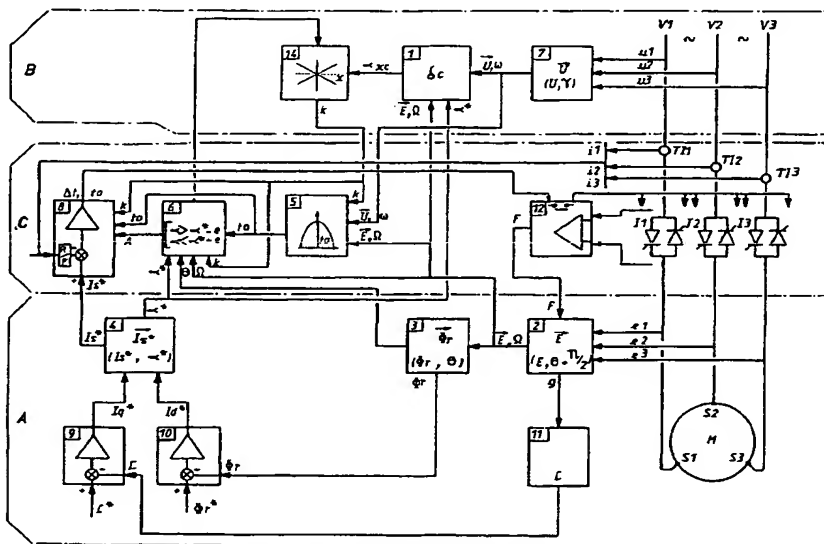 V1 ~ V2 ~ V3
B
14
x
k
1
δc
7
U
(U,γ)
U,ω
E,Ω
u1
u2
u3
C
i1
i2
i3
TI1
TI2
TI3
8
Δt, to
k
to
A
Is*
6
Θ Ω
k
5
to
k
U, ω
E,Ω
12
F
I1 I2 I3
A
4
Is*
(Is*, γ*)
Is*
3
Φr
(Φr, Θ)
Φr
E,Ω
2
E
(E, Θ+π/2)
F
g
e1
e2
e3
Iq*
Id*
9
10
11
C
C
C*
Φr
Φr*
M
S1
S2
S3